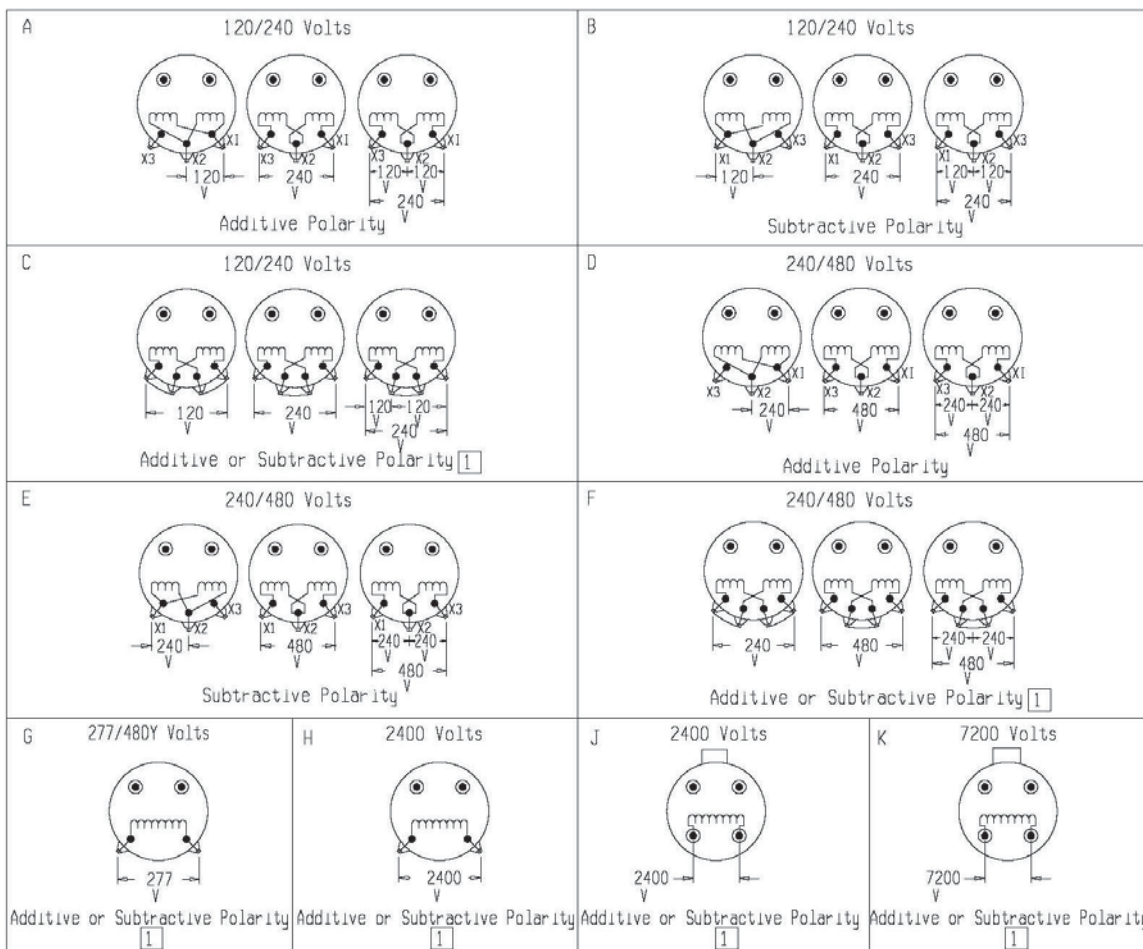 A
120/240 Volts
X3 X2 X1
120
V
X3 X2 X1
240
V
X3 X2 X1
120 120
V V
240
V
Additive Polarity
B
120/240 Volts
X1 X2 X3
120
V
X1 X2 X3
240
V
X1 X2 X3
120 120
V V
240
V
Subtractive Polarity
C
120/240 Volts
120
V
240
V
120 120
V V
240
V
Additive or Subtractive Polarity 1
D
240/480 Volts
X3 X2 X1
240
V
X3 X2 X1
480
V
X3 X2 X1
240 240
V V
480
V
Additive Polarity
E
240/480 Volts
X1 X2 X3
240
V
X1 X2 X3
480
V
X1 X2 X3
240 240
V V
480
V
Subtractive Polarity
F
240/480 Volts
240
V
480
V
240 240
V V
480
V
Additive or Subtractive Polarity 1
G
277/480Y Volts
277
V
Additive or Subtractive Polarity
1
H
2400 Volts
2400
V
Additive or Subtractive Polarity
1
J
2400 Volts
2400
V
Additive or Subtractive Polarity
1
K
7200 Volts
7200
V
Additive or Subtractive Polarity
1